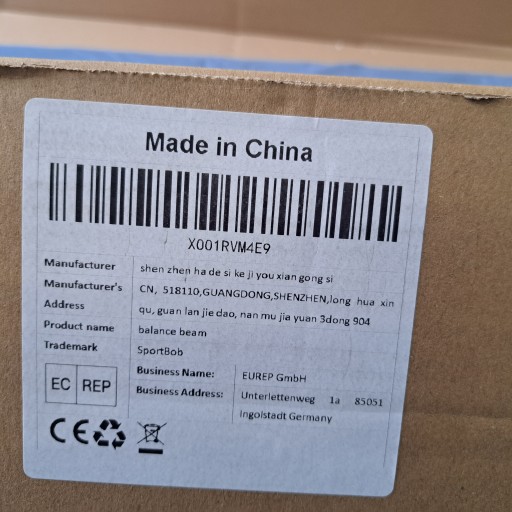 Made in China
X001RVM4E9
Manufacturer shen zhen ha de si ke ji you xian gong si
Manufacturer's Address CN, 518110,GUANGDONG,SHENZHEN,long hua xin
qu, guan lan jie dao, nan mu jia yuan 3dong 904
Product name balance beam
Trademark SportBob
EC REP
Business Name: EUREP GmbH
Business Address: Unterlettenweg 1a 85051
Ingolstadt Germany
CE